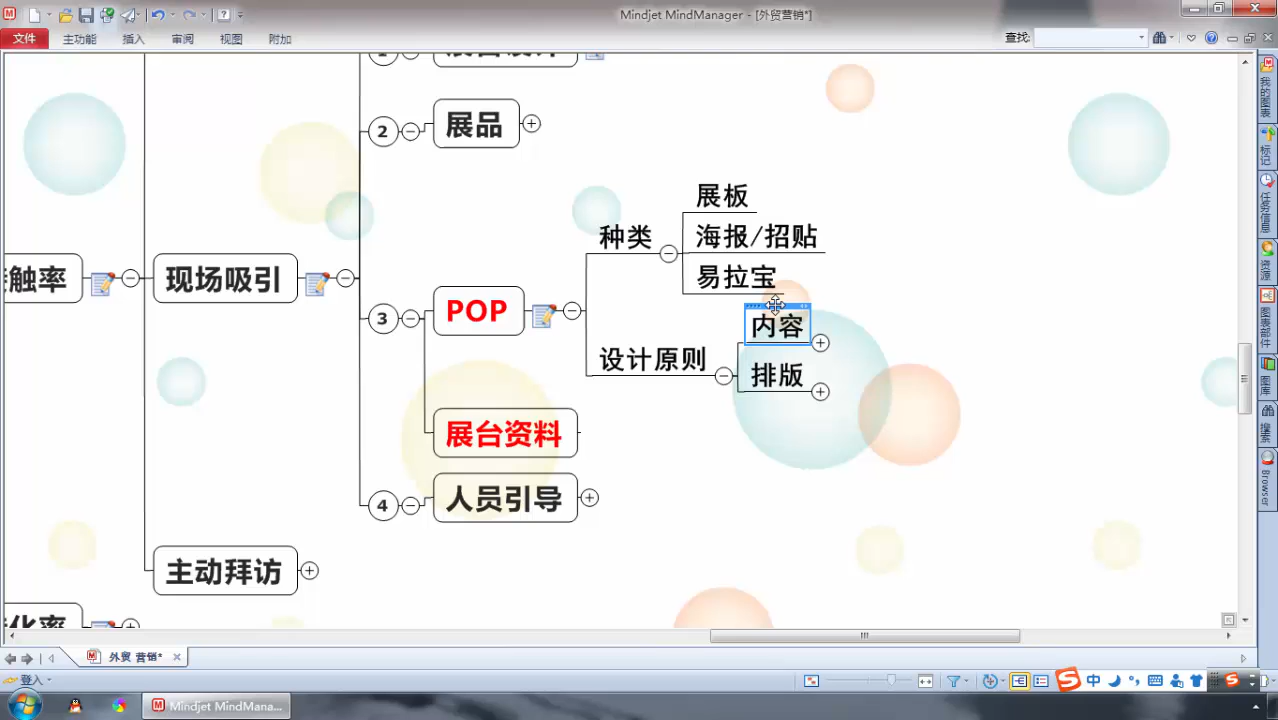 Mindjet MindManager - [外贸营销*]
文件 主功能 插入 审阅 视图 附加 查找:
我的图表
标记
任务信息
资源
图表部件
图库
搜索
Browser
2 展品
展板
种类 海报/招贴
易拉宝
触率 现场吸引
3 POP
内容
设计原则
排版
展台资料
4 人员引导
主动拜访
外贸 营销*
登入
中
Mindjet MindMana...